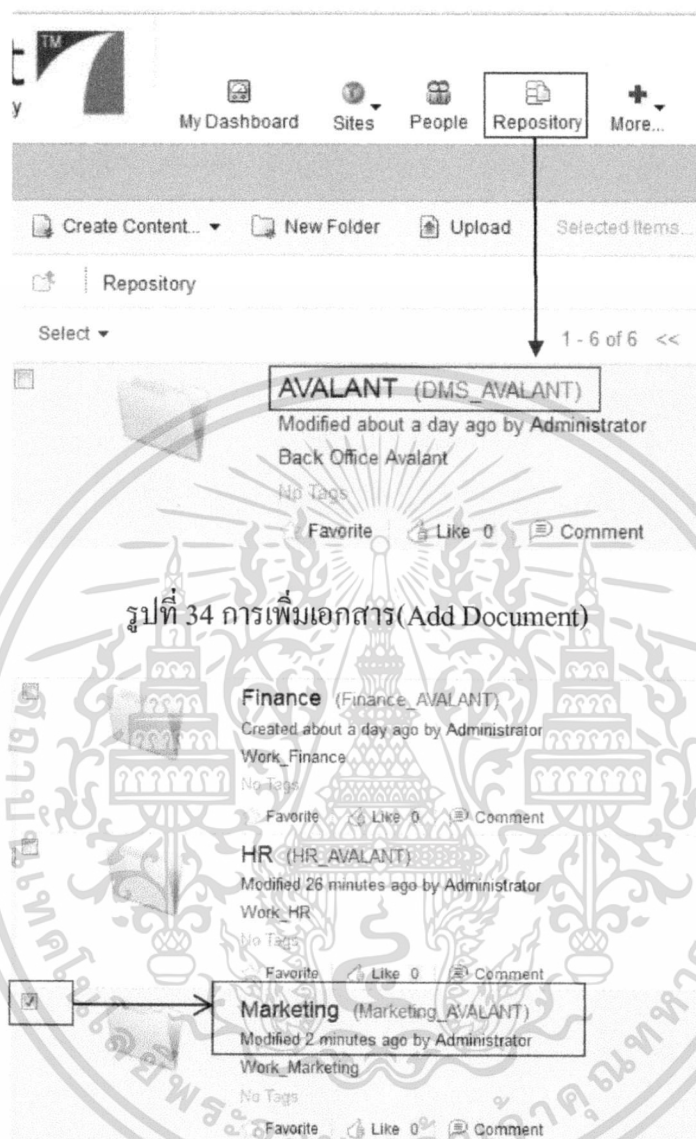 t TM
y
My Dashboard Sites People Repository More...
Create Content... New Folder Upload Selected Items...
Repository
Select 1 - 6 of 6 <<
AVALANT (DMS_AVALANT)
Modified about a day ago by Administrator
Back Office Avalant
No Tags
Favorite Like 0 Comment
รูปที่ 34 การเพิ่มเอกสาร(Add Document)
Finance (Finance_AVALANT)
Created about a day ago by Administrator
Work_Finance
No Tags
Favorite Like 0 Comment
HR (HR_AVALANT)
Modified 26 minutes ago by Administrator
Work_HR
No Tags
Favorite Like 0 Comment
Marketing (Marketing_AVALANT)
Modified 2 minutes ago by Administrator
Work_Marketing
No Tags
Favorite Like 0 Comment